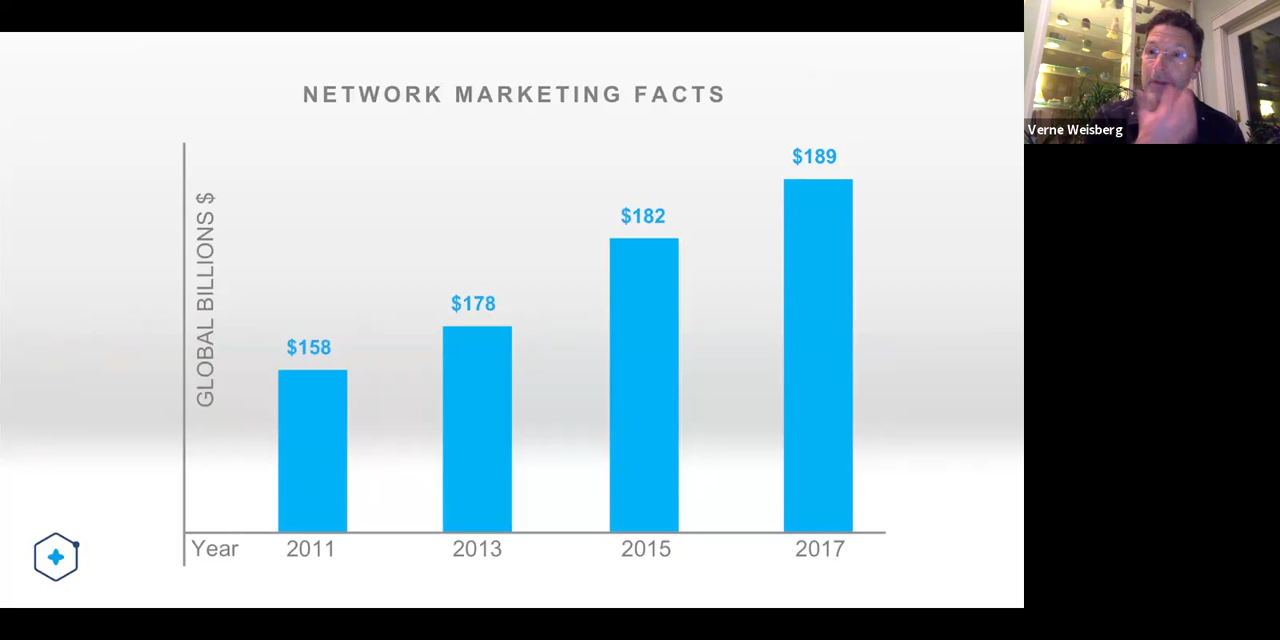 NETWORK MARKETING FACTS
GLOBAL BILLIONS $
$158
$178
$182
$189
Year 2011 2013 2015 2017
Verne Weisberg